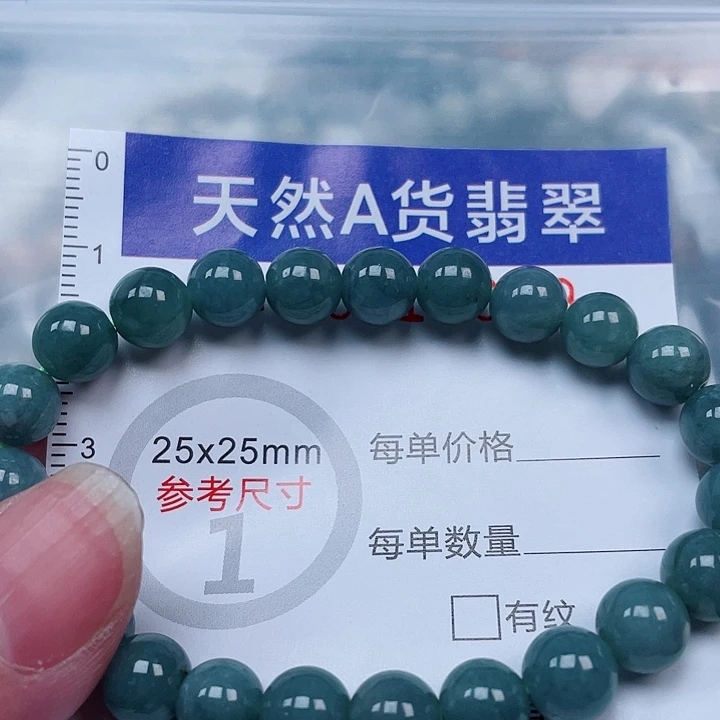 0
天然A货翡翠
1
25x25mm
每单价格
3
参考尺寸
每单数量
1
有纹